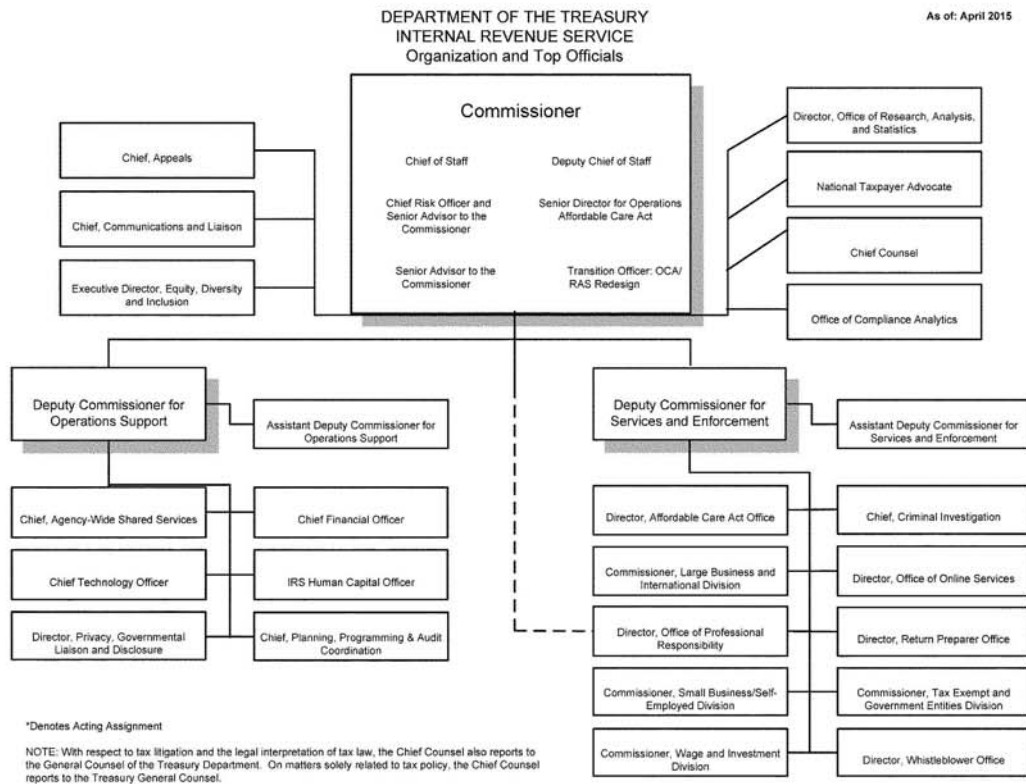 DEPARTMENT OF THE TREASURY
INTERNAL REVENUE SERVICE
Organization and Top Officials
As of: April 2015
Commissioner
Chief of Staff
Deputy Chief of Staff
Chief Risk Officer and
Senior Advisor to the
Commissioner
Senior Director for Operations
Affordable Care Act
Senior Advisor to the
Commissioner
Transition Officer: OCA/
RAS Redesign
Chief, Appeals
Chief, Communications and Liaison
Executive Director, Equity, Diversity
and Inclusion
Director, Office of Research, Analysis,
and Statistics
National Taxpayer Advocate
Chief Counsel
Office of Compliance Analytics
Deputy Commissioner for
Operations Support
Assistant Deputy Commissioner for
Operations Support
Chief, Agency-Wide Shared Services
Chief Financial Officer
Chief Technology Officer
IRS Human Capital Officer
Director, Privacy, Governmental
Liaison and Disclosure
Chief, Planning, Programming & Audit
Coordination
Deputy Commissioner for
Services and Enforcement
Assistant Deputy Commissioner for
Services and Enforcement
Director, Affordable Care Act Office
Chief, Criminal Investigation
Commissioner, Large Business and
International Division
Director, Office of Online Services
Director, Office of Professional
Responsibility
Director, Return Preparer Office
Commissioner, Small Business/Self-
Employed Division
Commissioner, Tax Exempt and
Government Entities Division
Commissioner, Wage and Investment
Division
Director, Whistleblower Office
*Denotes Acting Assignment
NOTE: With respect to tax litigation and the legal interpretation of tax law, the Chief Counsel also reports to
the General Counsel of the Treasury Department. On matters solely related to tax policy, the Chief Counsel
reports to the Treasury General Counsel.